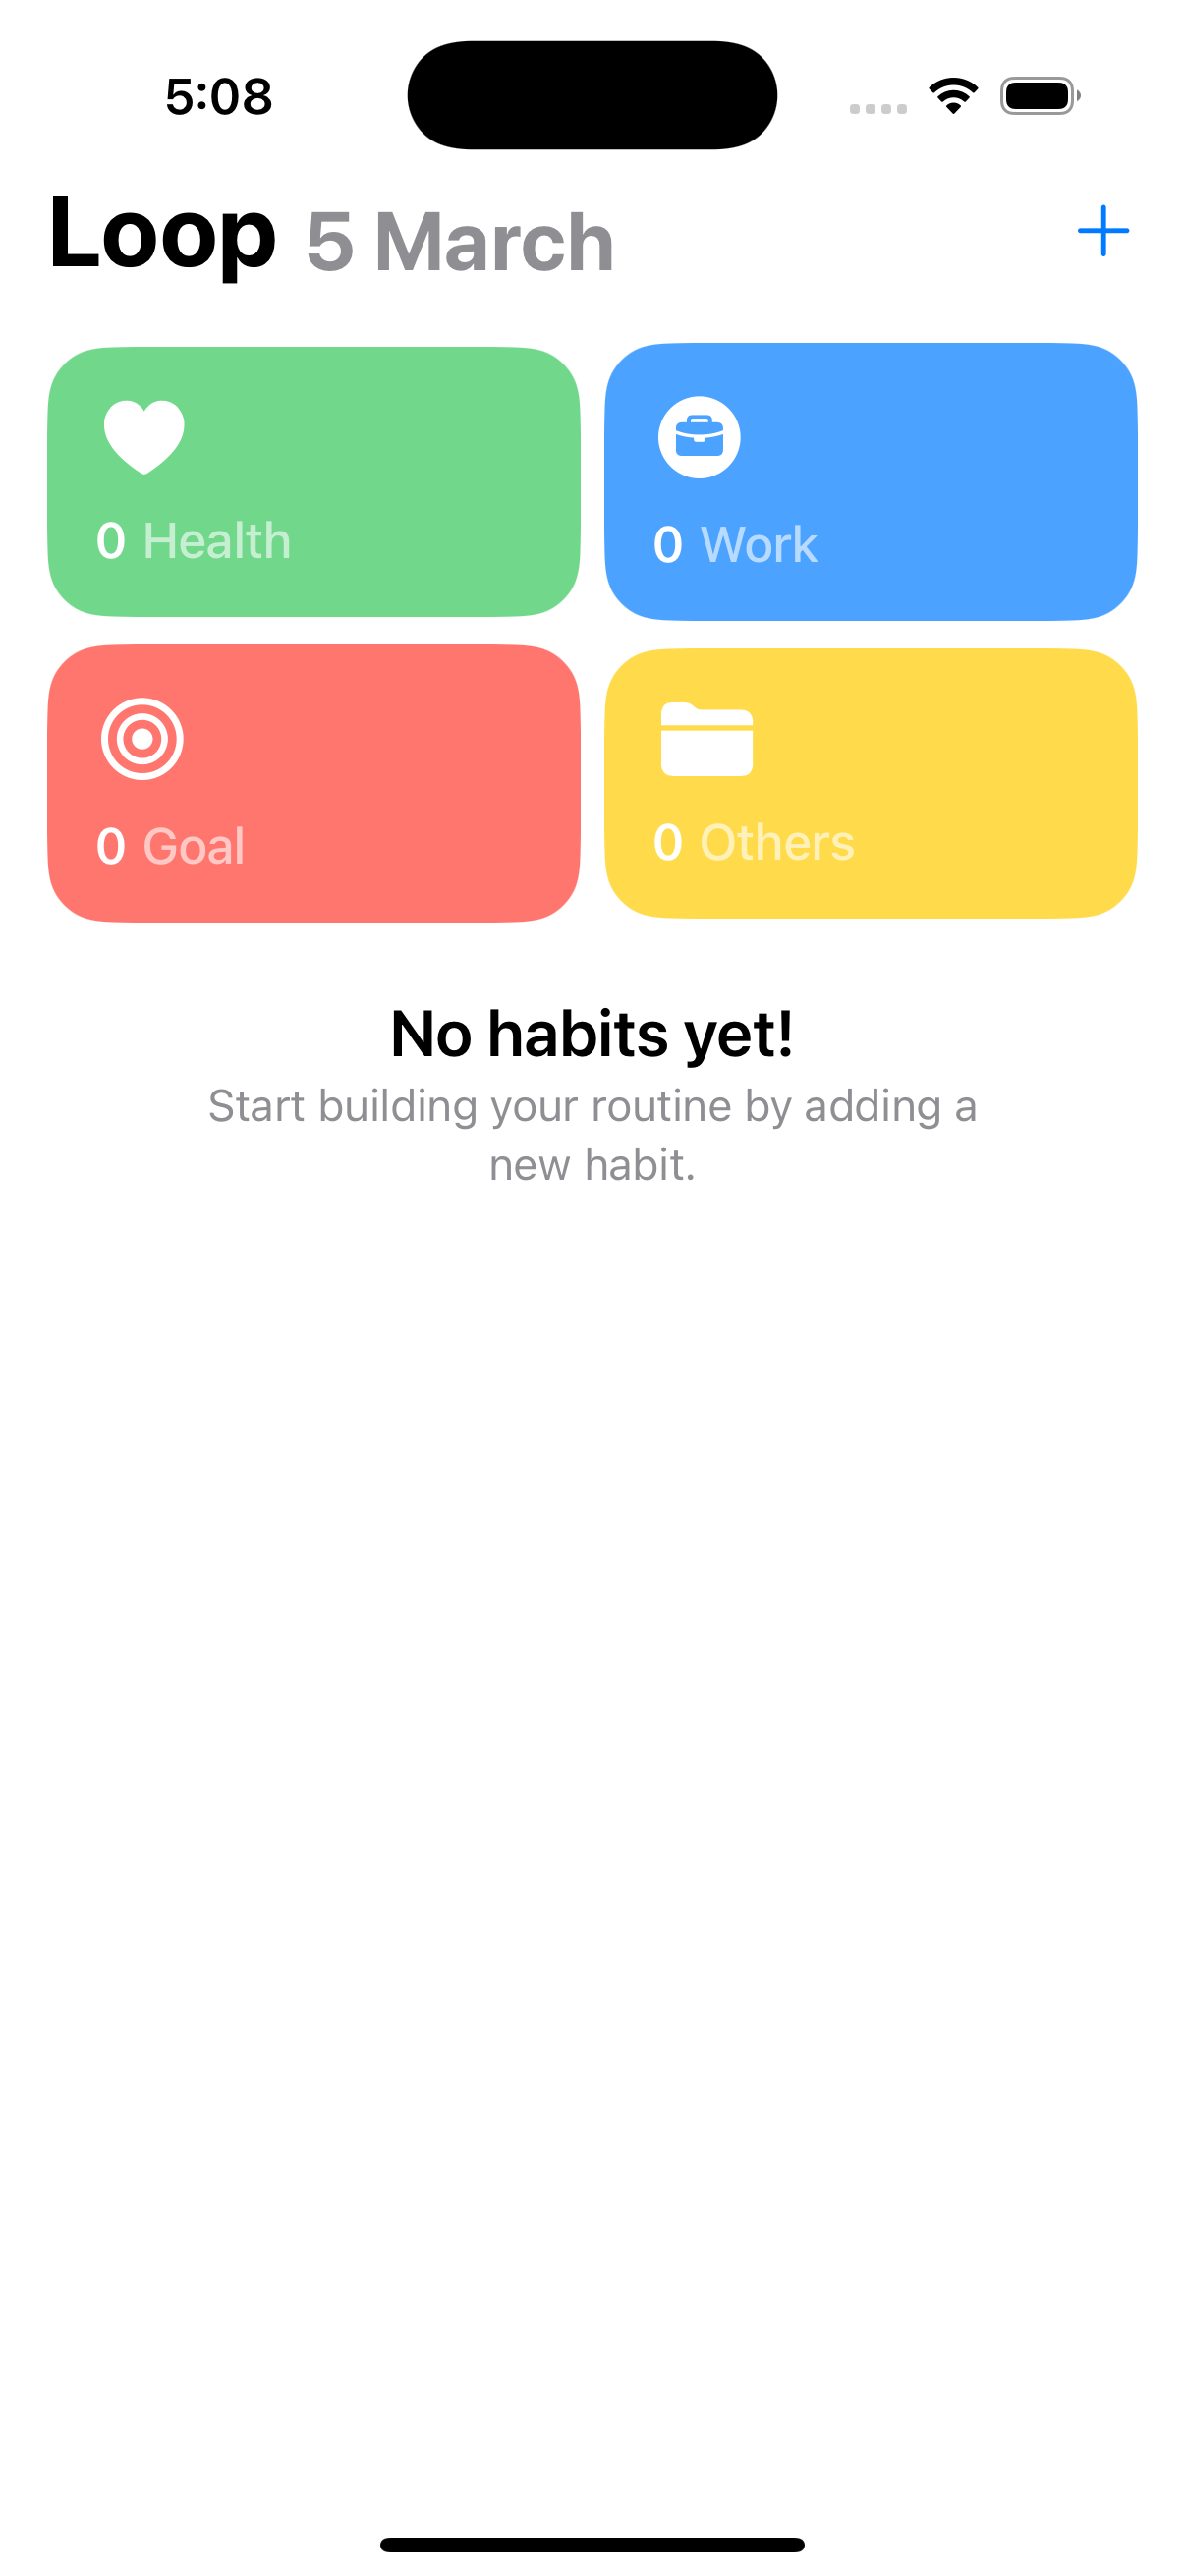 5:08
Loop 5 March
0 Health
0 Work
0 Goal
0 Others
No habits yet!
Start building your routine by adding a
new habit.